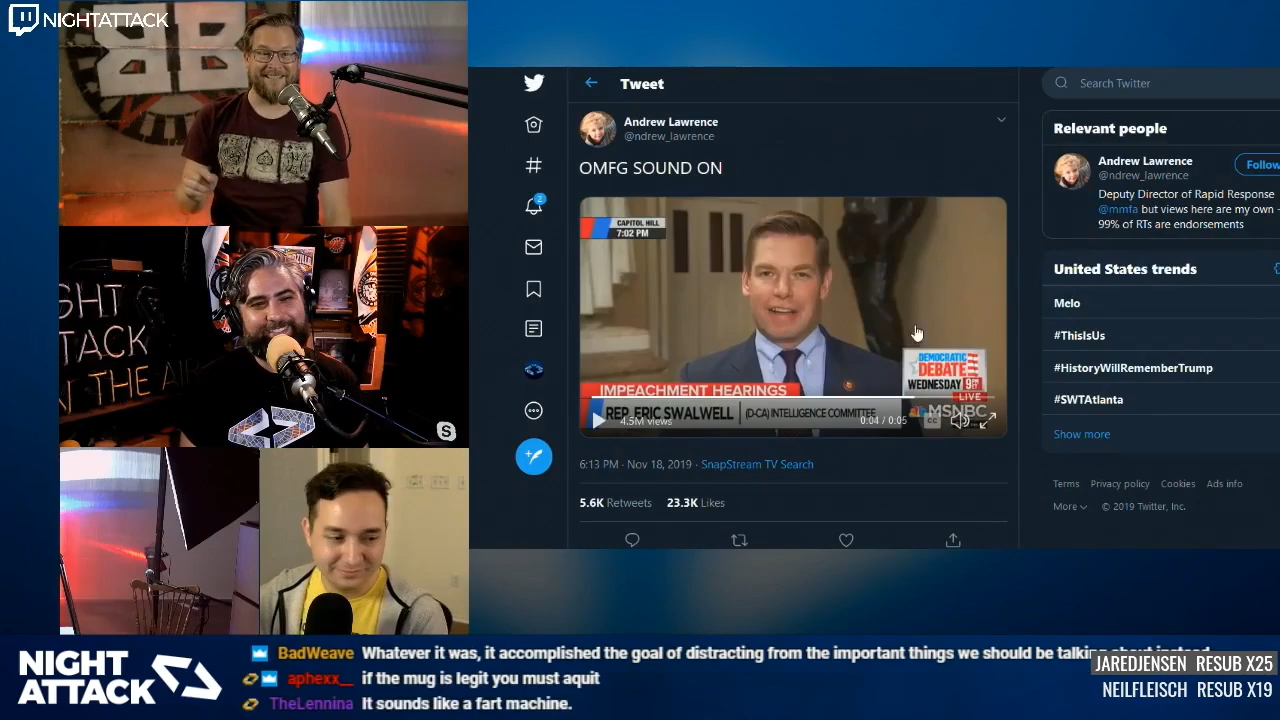 NIGHTATTACK
BB
GHT
ATTACK
N THE AIR
Tweet
Search Twitter
Andrew Lawrence
@ndrew_lawrence
OMFG SOUND ON
CAPITOL HILL
7:02 PM
DEMOCRATIC
DEBATE
WEDNESDAY 9PM
LIVE
IMPEACHMENT HEARINGS
REP. ERIC SWALWELL (D-CA) INTELLIGENCE COMMITTEE
MSNBC
4.5M views
0:04 / 0:05
6:13 PM · Nov 18, 2019 · SnapStream TV Search
5.6K Retweets 23.3K Likes
2
Relevant people
Andrew Lawrence
@ndrew_lawrence
Follow
Deputy Director of Rapid Response
@mmfa but views here are my own -
99% of RTs are endorsements
United States trends
Melo
#ThisIsUs
#HistoryWillRememberTrump
#SWTAtlanta
Show more
Terms Privacy policy Cookies Ads info
More © 2019 Twitter, Inc.
NIGHT
ATTACK
BadWeave Whatever it was, it accomplished the goal of distracting from the important things we should be talking about instead
aphexx__ if the mug is legit you must aquit
TheLennina It sounds like a fart machine.
JAREDJENSEN RESUB X25
NEILFLEISCH RESUB X19